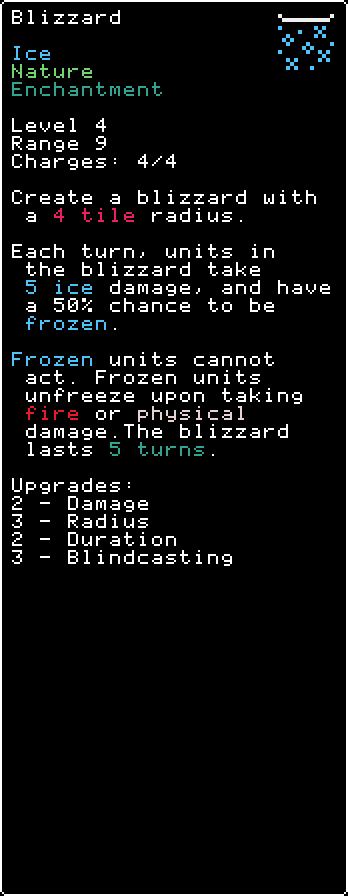 Blizzard
Ice
Nature
Enchantment
Level 4
Range 9
Charges: 4/4
Create a blizzard with
a 4 tile radius.
Each turn, units in
the blizzard take
5 ice damage, and have
a 50% chance to be
frozen.
Frozen units cannot
act. Frozen units
unfreeze upon taking
fire or physical
damage.The blizzard
lasts 5 turns.
Upgrades:
2 - Damage
3 - Radius
2 - Duration
3 - Blindcasting